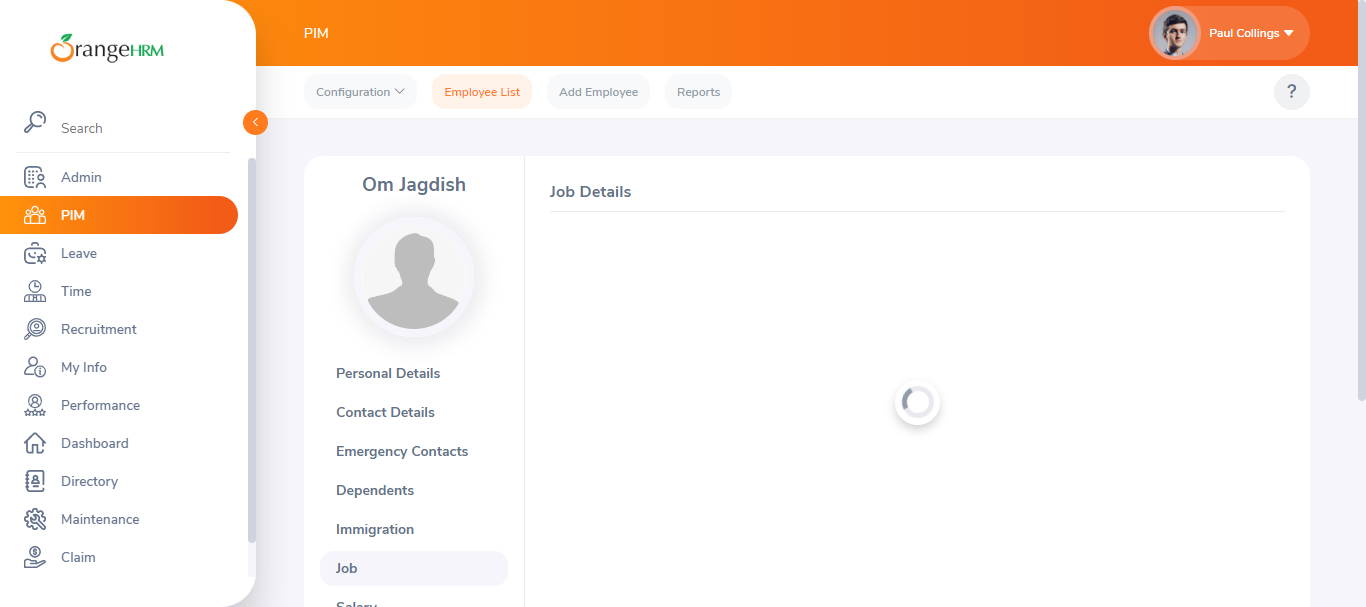 OrangeHRM
PIM
Paul Collings
Configuration
Employee List
Add Employee
Reports
?
Search
Admin
PIM
Leave
Time
Recruitment
My Info
Performance
Dashboard
Directory
Maintenance
Claim
Om Jagdish
Personal Details
Contact Details
Emergency Contacts
Dependents
Immigration
Job
Salary
Job Details